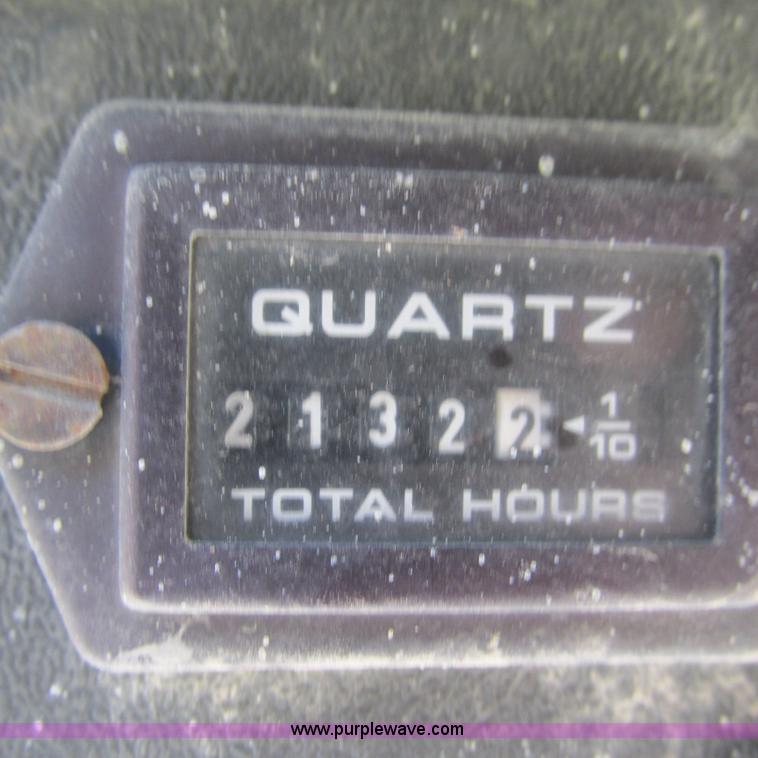 QUARTZ
2 1 3 2 2 ◄ 1/10
TOTAL HOURS
www.purplewave.com